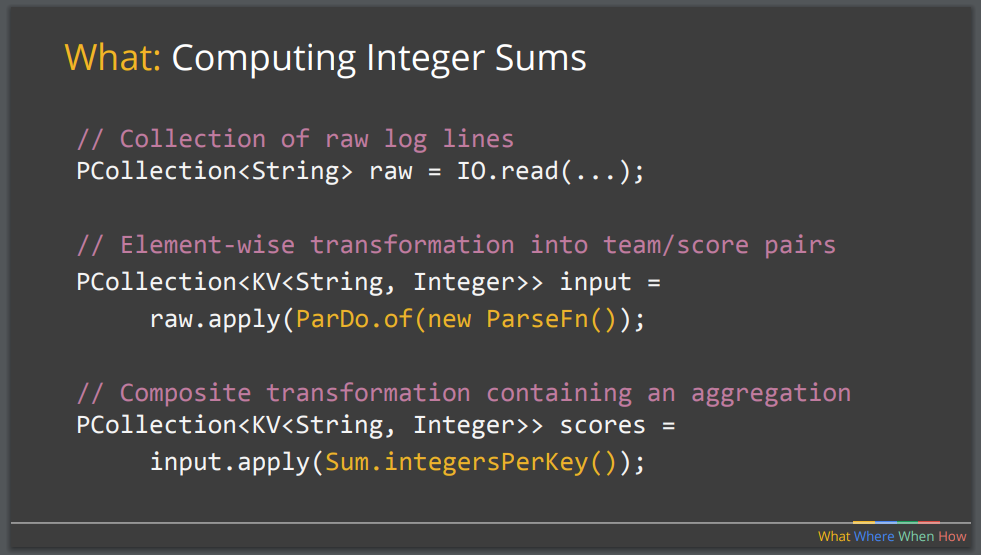 What: Computing Integer Sums
// Collection of raw log lines
PCollection<String> raw = IO.read(...);
// Element-wise transformation into team/score pairs
PCollection<KV<String, Integer>> input =
raw.apply(ParDo.of(new ParseFn());
// Composite transformation containing an aggregation
PCollection<KV<String, Integer>> scores =
input.apply(Sum.integersPerKey());
What Where When How